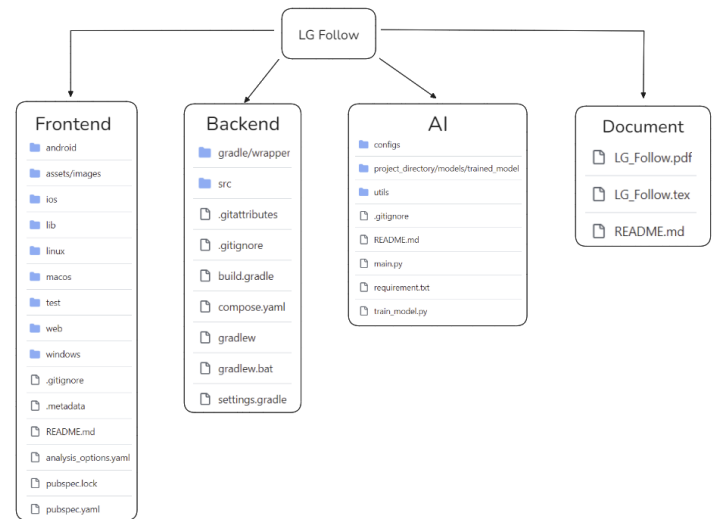 LG Follow
Frontend
android
assets/images
ios
lib
linux
macos
test
web
windows
.gitignore
.metadata
README.md
analysis_options.yaml
pubspec.lock
pubspec.yaml
Backend
gradle/wrapper
src
.gitattributes
.gitignore
build.gradle
compose.yaml
gradlew
gradlew.bat
settings.gradle
AI
configs
project_directory/models/trained_model
utils
.gitignore
README.md
main.py
requirement.txt
train_model.py
Document
LG_Follow.pdf
LG_Follow.tex
README.md